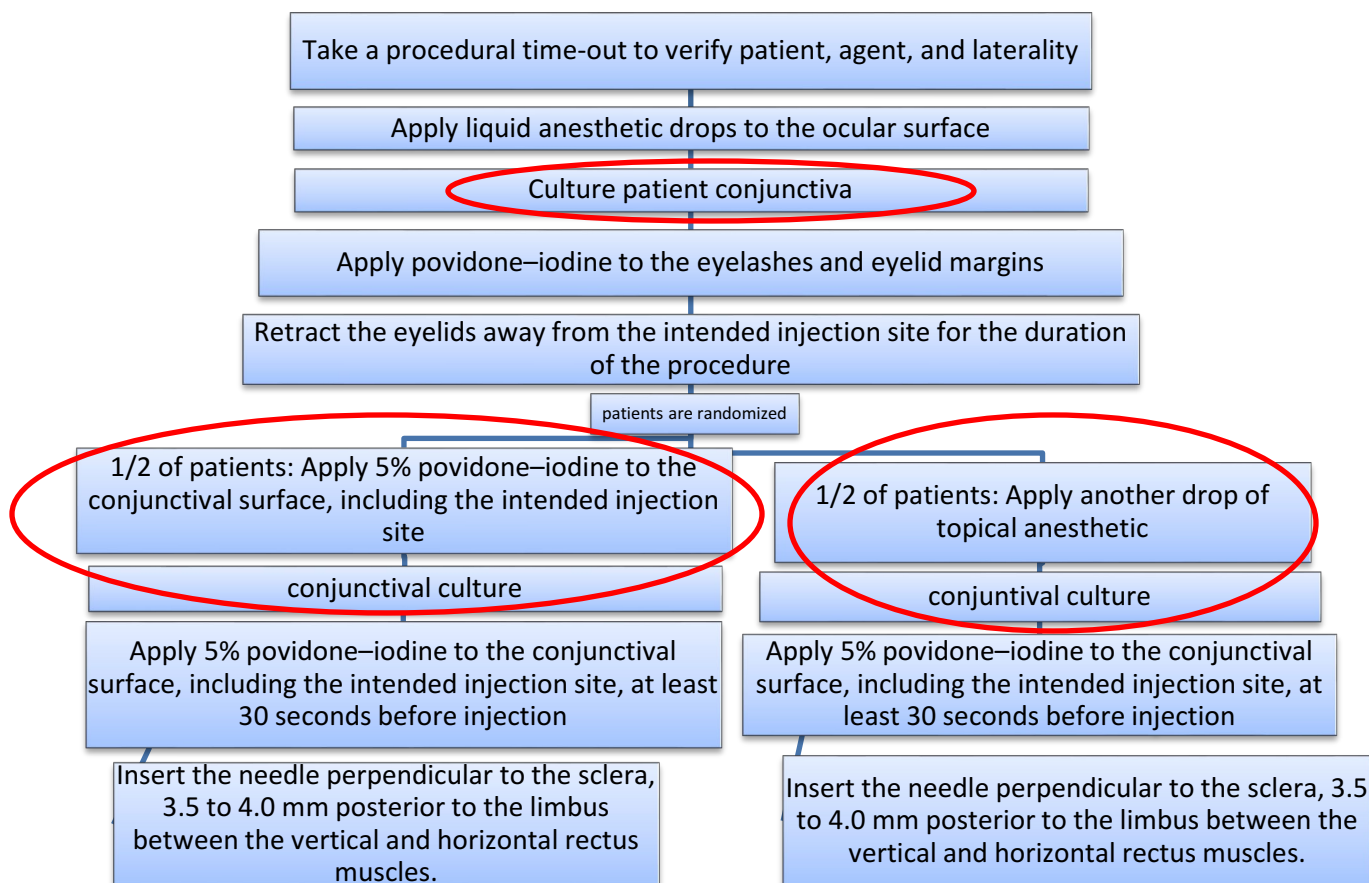 Take a procedural time-out to verify patient, agent, and laterality
Apply liquid anesthetic drops to the ocular surface
Culture patient conjunctiva
Apply povidone–iodine to the eyelashes and eyelid margins
Retract the eyelids away from the intended injection site for the duration
of the procedure
patients are randomized
1/2 of patients: Apply 5% povidone–iodine to the
conjunctival surface, including the intended injection
site
conjunctival culture
Apply 5% povidone–iodine to the conjunctival
surface, including the intended injection site, at least
30 seconds before injection
Insert the needle perpendicular to the sclera,
3.5 to 4.0 mm posterior to the limbus
between the vertical and horizontal rectus
muscles.
1/2 of patients: Apply another drop of
topical anesthetic
conjuntival culture
Apply 5% povidone–iodine to the conjunctival
surface, including the intended injection site, at
least 30 seconds before injection
Insert the needle perpendicular to the sclera, 3.5
to 4.0 mm posterior to the limbus between the
vertical and horizontal rectus muscles.